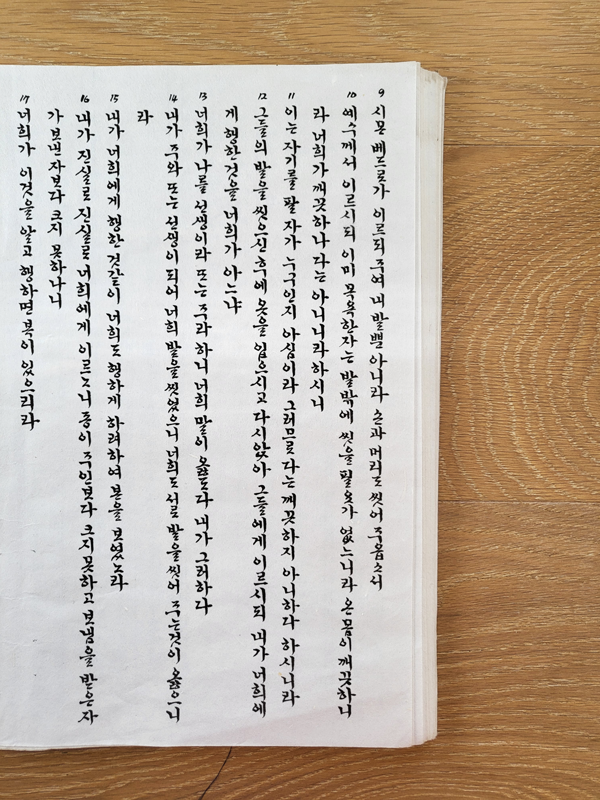 9 시몬 베드로가 이르되 주여 내 발뿐 아니라 손과 머리도 씻어 주옵소서
10 예수께서 이르시되 이미 목욕한 자는 발밖에 씻을 필요가 없느니라 온 몸이 깨끗하니
라 너희가 깨끗하나 다는 아니니라 하시니
11 이는 자기를 팔 자가 누구인지 아심이라 그러므로 다는 깨끗하지 아니하다 하시니라
12 그들의 발을 씻으신 후에 옷을 입으시고 다시 앉아 그들에게 이르시되 내가 너희에
게 행한 것을 너희가 아느냐
13 너희가 나를 선생이라 또는 주라 하니 너희 말이 옳도다 내가 그러하다
14 내가 주와 또는 선생이 되어 너희 발을 씻었으니 너희도 서로 발을 씻어 주는 것이 옳으니
라
15 내가 너희에게 행한 것 같이 너희도 행하게 하려 하여 본을 보였노라
16 내가 진실로 진실로 너희에게 이르노니 종이 주인보다 크지 못하고 보냄을 받은 자
가 보낸 자보다 크지 못하나니
17 너희가 이것을 알고 행하면 복이 있으리라